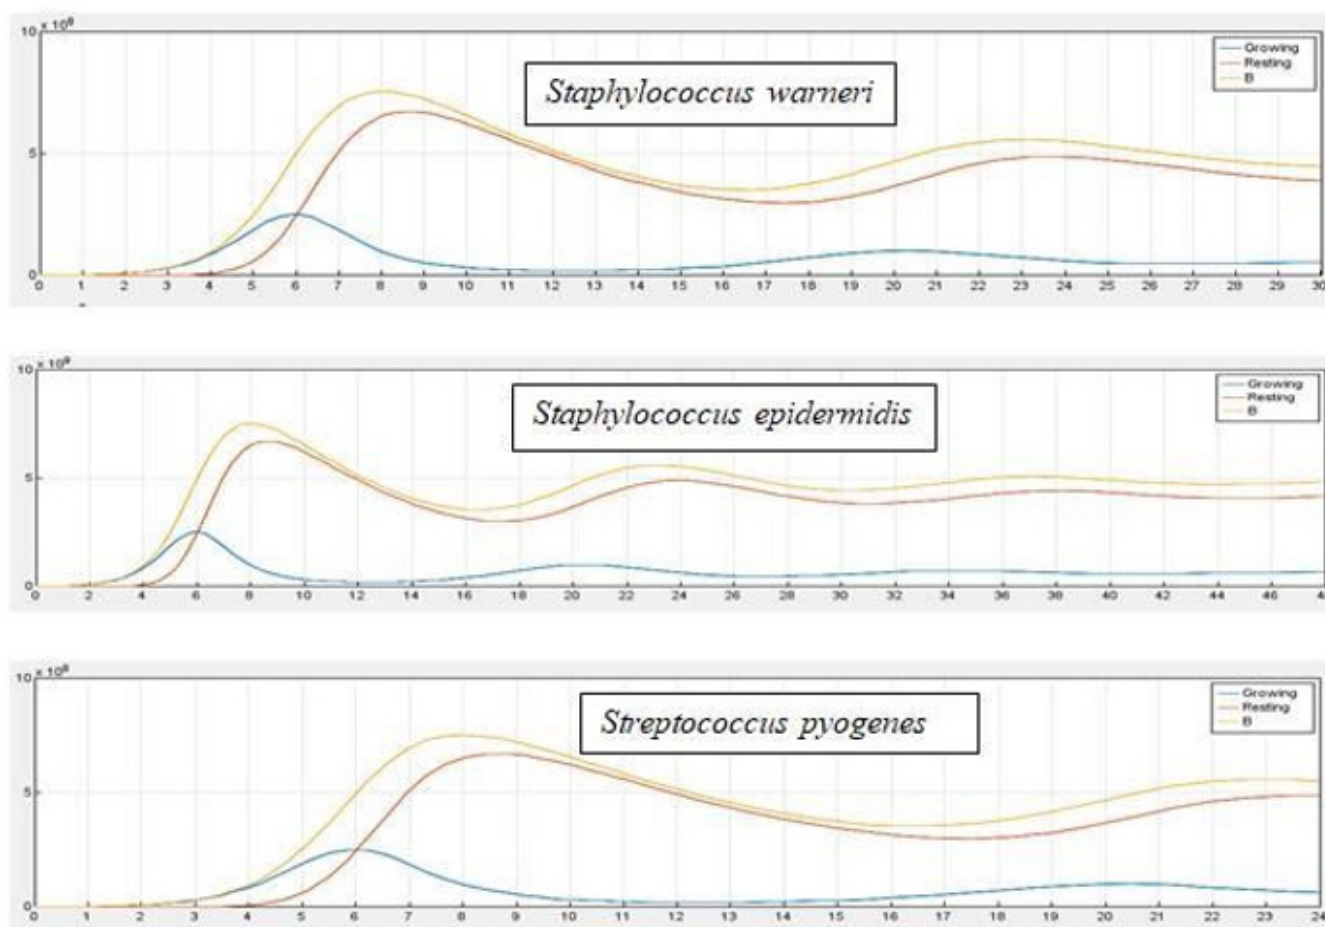 10 ×
Growing
Resting
B
Staphylococcus warneri
5
0
0 1 2 3 4 5 6 7 8 9 10 11 12 13 14 15 16 17 18 19 20 21 22 23 24 25 26 27 28 29 30
10 ×
Growing
Resting
B
Staphylococcus epidermidis
5
0
0 2 4 6 8 10 12 14 16 18 20 22 24 26 28 30 32 34 36 38 40 42 44 46
10 ×
Growing
Resting
B
Streptococcus pyogenes
5
0
0 1 2 3 4 5 6 7 8 9 10 11 12 13 14 15 16 17 18 19 20 21 22 23 24